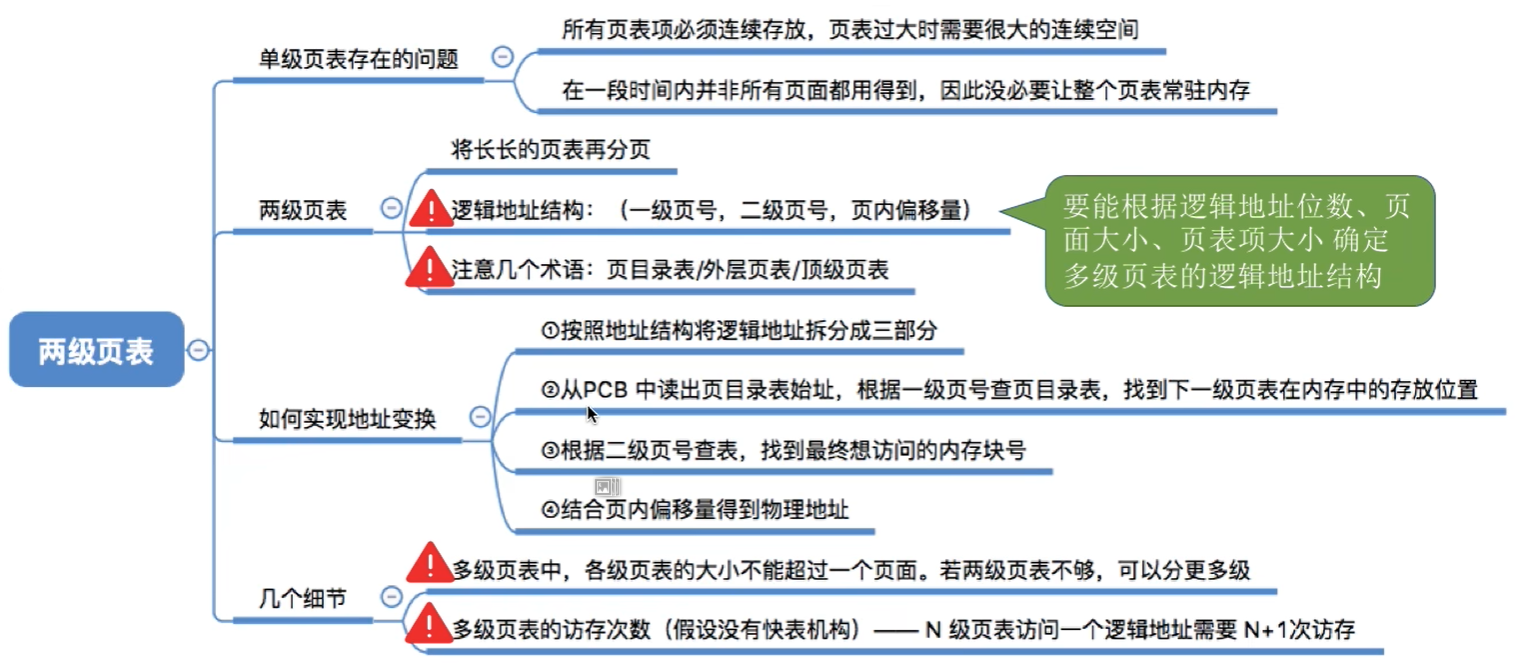 单级页表存在的问题
所有页表项必须连续存放，页表过大时需要很大的连续空间
在一段时间内并非所有页面都用得到，因此没必要让整个页表常驻内存
两级页表
将长长的页表再分页
逻辑地址结构：（一级页号，二级页号，页内偏移量）
注意几个术语：页目录表/外层页表/顶级页表
要能根据逻辑地址位数、页
面大小、页表项大小 确定
多级页表的逻辑地址结构
两级页表
如何实现地址变换
①按照地址结构将逻辑地址拆分成三部分
②从PCB 中读出页目录表始址，根据一级页号查页目录表，找到下一级页表在内存中的存放位置
③根据二级页号查表，找到最终想访问的内存块号
④结合页内偏移量得到物理地址
几个细节
多级页表中，各级页表的大小不能超过一个页面。若两级页表不够，可以分更多级
多级页表的访存次数（假设没有快表机构）—— N 级页表访问一个逻辑地址需要 N+1次访存